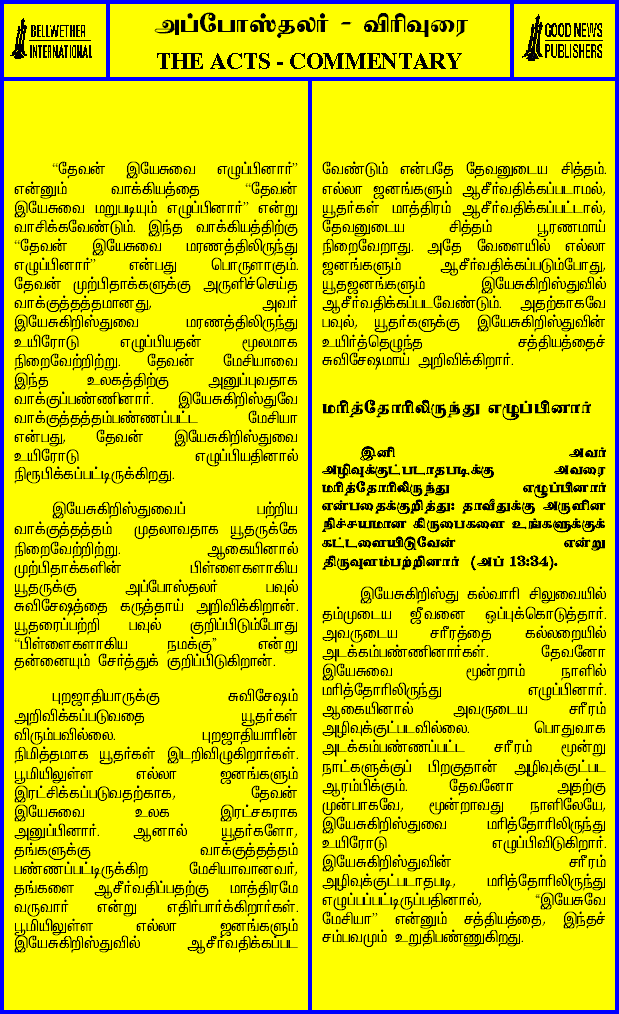 BELLWETHER
INTERNATIONAL
அப்போஸ்தலர் - விரிவுரை
THE ACTS - COMMENTARY
GOOD NEWS
PUBLISHERS
“தேவன் இயேசுவை எழுப்பினார்”
என்னும் வாக்கியத்தை “தேவன்
இயேசுவை மறுபடியும் எழுப்பினார்” என்று
வாசிக்கவேண்டும். இந்த வாக்கியத்திற்கு
“தேவன் இயேசுவை மரணத்திலிருந்து
எழுப்பினார்” என்பது பொருளாகும்.
தேவன் முற்பிதாக்களுக்கு அருளிச்செய்த
வாக்குத்தத்தமானது, அவர்
இயேசுகிறிஸ்துவை மரணத்திலிருந்து
உயிரோடு எழுப்பியதன் மூலமாக
நிறைவேற்றிற்று. தேவன் மேசியாவை
இந்த உலகத்திற்கு அனுப்புவதாக
வாக்குப்பண்ணினார். இயேசுகிறிஸ்துவே
வாக்குத்தத்தம்பண்ணப்பட்ட மேசியா
என்பது, தேவன் இயேசுகிறிஸ்துவை
உயிரோடு எழுப்பியதினால்
நிரூபிக்கப்பட்டிருக்கிறது.
இயேசுகிறிஸ்துவைப் பற்றிய
வாக்குத்தத்தம் முதலாவதாக யூதருக்கே
நிறைவேற்றிற்று. ஆகையினால்
முற்பிதாக்களின் பிள்ளைகளாகிய
யூதருக்கு அப்போஸ்தலர் பவுல்
சுவிசேஷத்தை கருத்தாய் அறிவிக்கிறான்.
யூதரைப்பற்றி பவுல் குறிப்பிடும்போது
“பிள்ளைகளாகிய நமக்கு” என்று
தன்னையும் சேர்த்துக் குறிப்பிடுகிறான்.
புறஜாதியாருக்கு சுவிசேஷம்
அறிவிக்கப்படுவதை யூதர்கள்
விரும்பவில்லை. புறஜாதியாரின்
நிமித்தமாக யூதர்கள் இடறிவிழுகிறார்கள்.
பூமியிலுள்ள எல்லா ஜனங்களும்
இரட்சிக்கப்படுவதற்காக, தேவன்
இயேசுவை உலக இரட்சகராக
அனுப்பினார். ஆனால் யூதர்களோ,
தங்களுக்கு வாக்குத்தத்தம்
பண்ணப்பட்டிருக்கிற மேசியாவானவர்,
தங்களை ஆசீர்வதிப்பதற்கு மாத்திரமே
வருவார் என்று எதிர்பார்க்கிறார்கள்.
பூமியிலுள்ள எல்லா ஜனங்களும்
இயேசுகிறிஸ்துவில் ஆசீர்வதிக்கப்பட
வேண்டும் என்பதே தேவனுடைய சித்தம்.
எல்லா ஜனங்களும் ஆசீர்வதிக்கப்படாமல்,
யூதர்கள் மாத்திரம் ஆசீர்வதிக்கப்பட்டால்,
தேவனுடைய சித்தம் பூரணமாய்
நிறைவேறாது. அதே வேளையில் எல்லா
ஜனங்களும் ஆசீர்வதிக்கப்படும்போது,
யூதஜனங்களும் இயேசுகிறிஸ்துவில்
ஆசீர்வதிக்கப்படவேண்டும். அதற்காகவே
பவுல், யூதர்களுக்கு இயேசுகிறிஸ்துவின்
உயிர்த்தெழுந்த சத்தியத்தைச்
சுவிசேஷமாய் அறிவிக்கிறார்.
மரித்தோரிலிருந்து எழுப்பினார்
இனி அவர்
அழிவுக்குட்படாதபடிக்கு அவரை
மரித்தோரிலிருந்து எழுப்பினார்
என்பதைக்குறித்து: தாவீதுக்கு அருளின
நிச்சயமான கிருபைகளை உங்களுக்குக்
கட்டளையிடுவேன் என்று
திருவுளம்பற்றினார் (அப் 13:34).
இயேசுகிறிஸ்து கல்வாரி சிலுவையில்
தம்முடைய ஜீவனை ஒப்புக்கொடுத்தார்.
அவருடைய சரீரத்தை கல்லறையில்
அடக்கம்பண்ணினார்கள். தேவனோ
இயேசுவை மூன்றாம் நாளில்
மரித்தோரிலிருந்து எழுப்பினார்.
ஆகையினால் அவருடைய சரீரம்
அழிவுக்குட்படவில்லை. பொதுவாக
அடக்கம்பண்ணப்பட்ட சரீரம் மூன்று
நாட்களுக்குப் பிறகுதான் அழிவுக்குட்பட
ஆரம்பிக்கும். தேவனோ அதற்கு
முன்பாகவே, மூன்றாவது நாளிலேயே,
இயேசுகிறிஸ்துவை மரித்தோரிலிருந்து
உயிரோடு எழுப்பிவிடுகிறார்.
இயேசுகிறிஸ்துவின் சரீரம்
அழிவுக்குட்படாதபடி, மரித்தோரிலிருந்து
எழுப்பப்பட்டிருப்பதினால், “இயேசுவே
மேசியா” என்னும் சத்தியத்தை, இந்தச்
சம்பவமும் உறுதிபண்ணுகிறது.